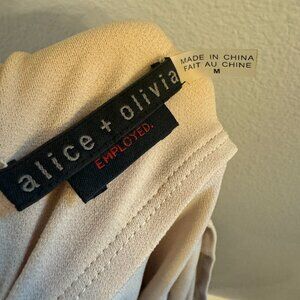 alice + olivia
EMPLOYED.
MADE IN CHINA
FAIT AU CHINE
M